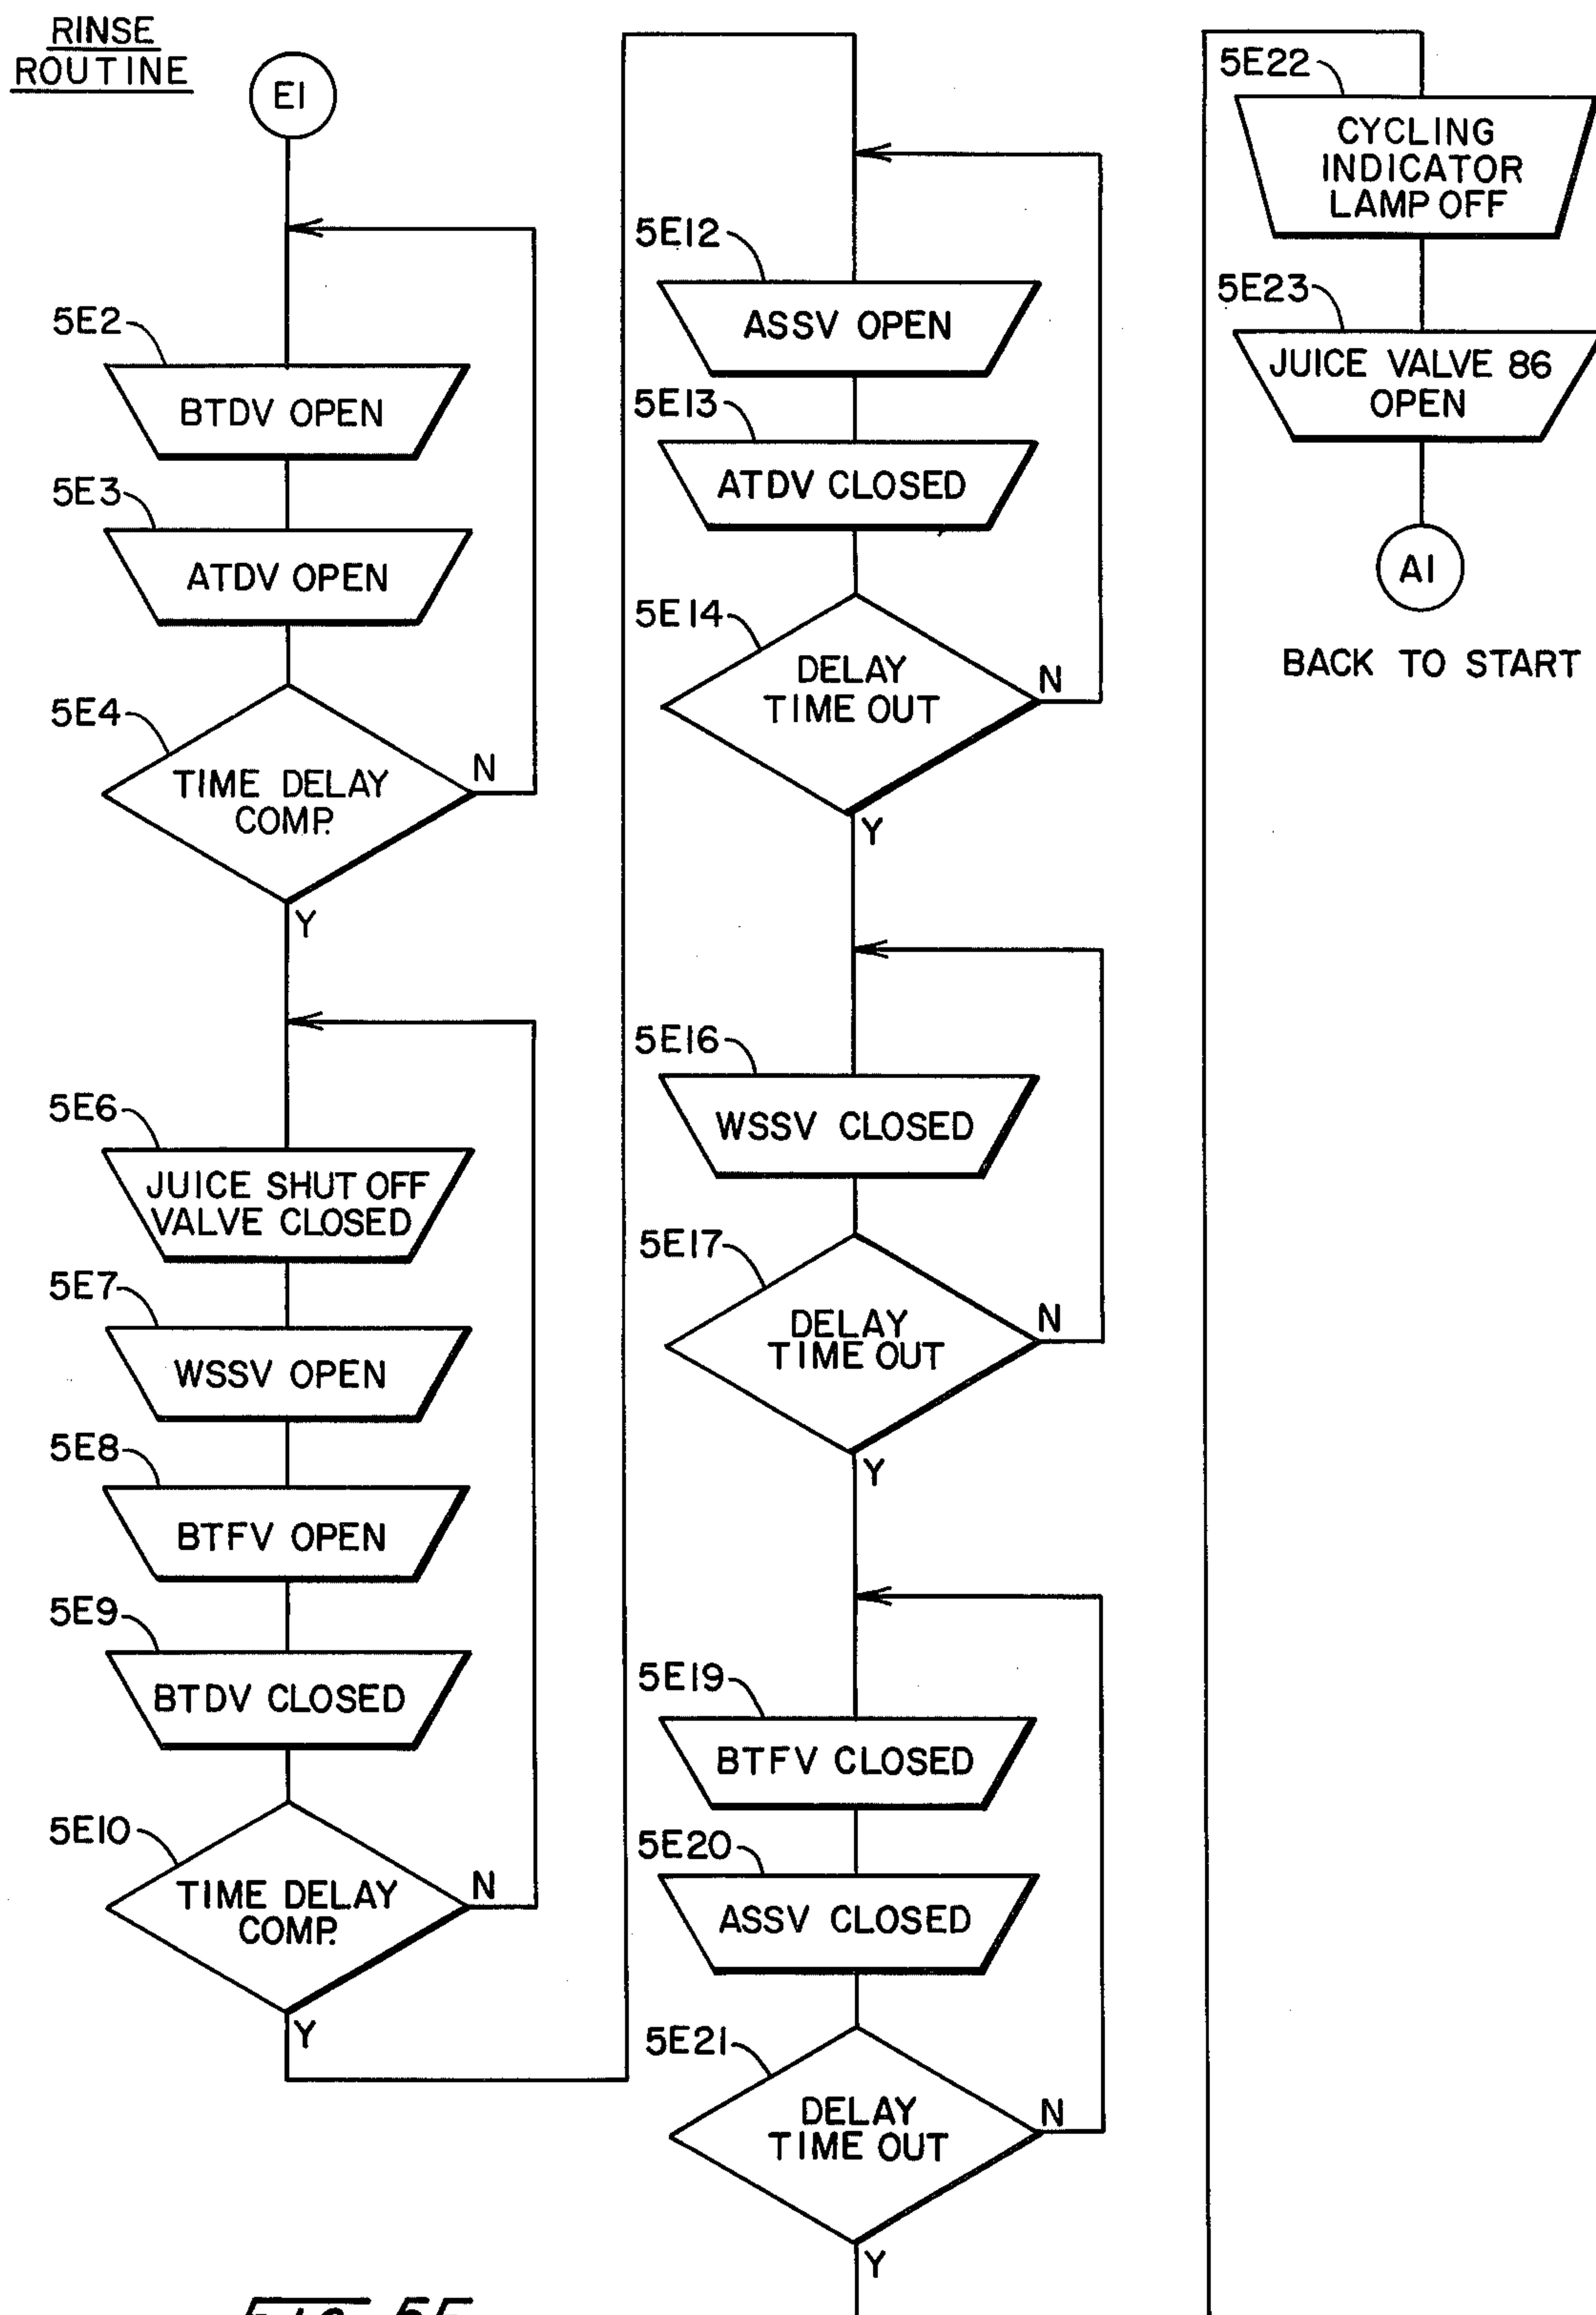 RINSE
ROUTINE
E1
5E2
BTDV OPEN
5E3
ATDV OPEN
5E4
TIME DELAY
COMP.
N
Y
5E6
JUICE SHUT OFF
VALVE CLOSED
5E7
WSSV OPEN
5E8
BTFV OPEN
5E9
BTDV CLOSED
5E10
TIME DELAY
COMP.
N
Y
5E12
ASSV OPEN
5E13
ATDV CLOSED
5E14
DELAY
TIME OUT
N
Y
5E16
WSSV CLOSED
5E17
DELAY
TIME OUT
N
Y
5E19
BTFV CLOSED
5E20
ASSV CLOSED
5E21
DELAY
TIME OUT
N
Y
5E22
CYCLING
INDICATOR
LAMP OFF
5E23
JUICE VALVE 86
OPEN
A1
BACK TO START
FIG 5E